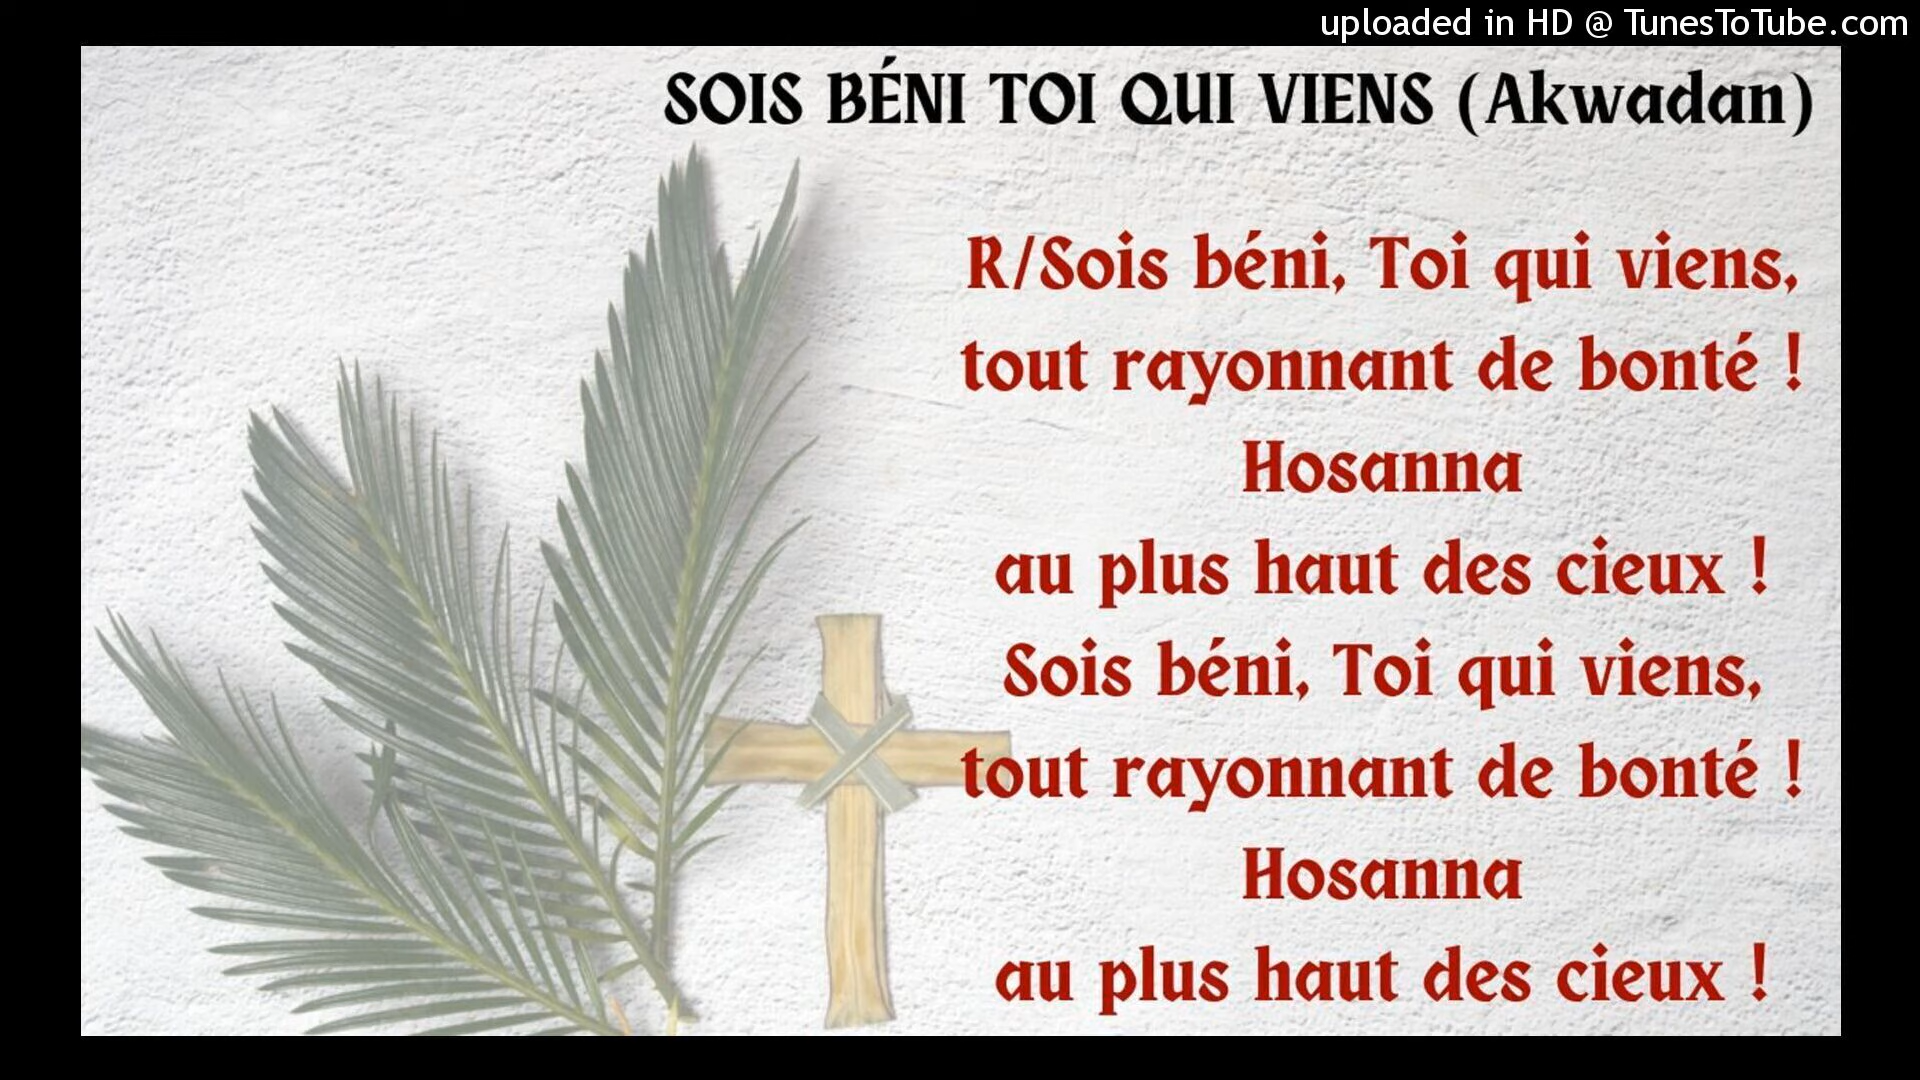 uploaded in HD @ TunesToTube.com
SOIS BÉNI TOI QUI VIENS (Akwadan)
R/Sois béni, Toi qui viens,
tout rayonnant de bonté !
Hosanna
au plus haut des cieux !
Sois béni, Toi qui viens,
tout rayonnant de bonté !
Hosanna
au plus haut des cieux !